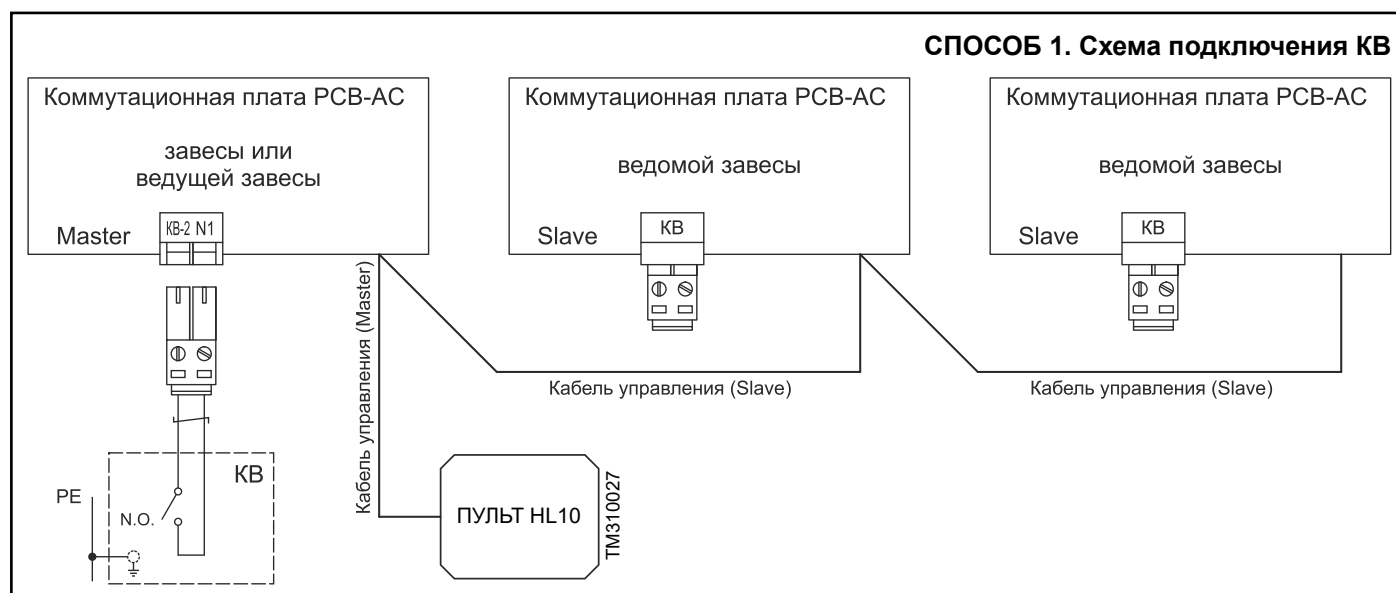 СПОСОБ 1. Схема подключения КВ
Коммутационная плата PCB-AC
завесы или
ведущей завесы
Master
КВ-2 N1
Коммутационная плата PCB-AC
ведомой завесы
Slave
КВ
Коммутационная плата PCB-AC
ведомой завесы
Slave
КВ
Кабель управления (Master)
Кабель управления (Slave)
Кабель управления (Slave)
КВ
PE
N.O.
ПУЛЬТ HL10
TM310027